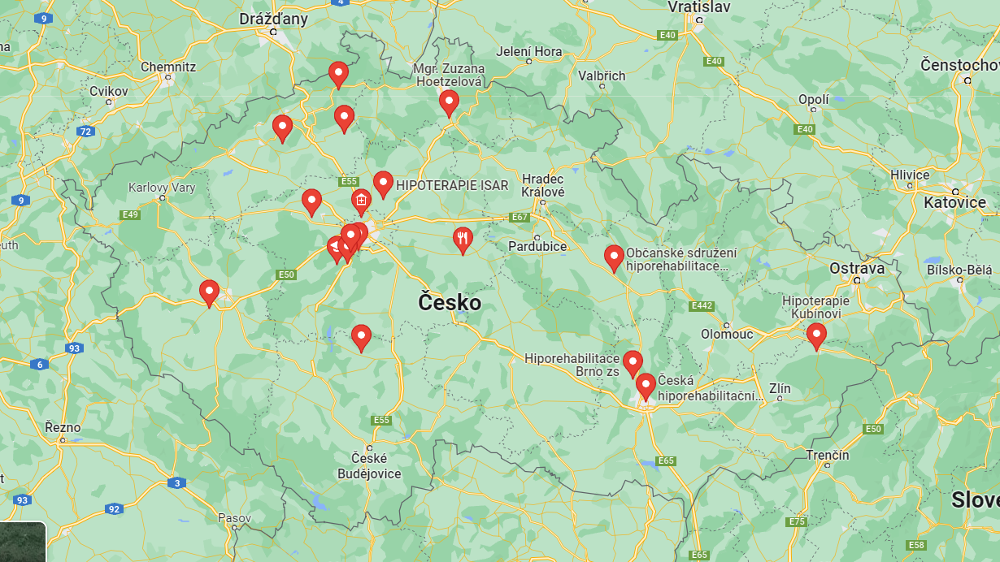 4
9
Drážďany
Vratislav
E40
Jelení Hora
E40
na
Chemnitz
Mgr. Zuzana
Hoetzelová
Valbřich
Čenstochov
Cvikov
Opolí
72
E40
E55
HIPOTERAPIE ISAR
Hradec
Králové
Hlivice
Karlovy Vary
9
Katovice
E49
E67
euth
Pardubice
Občanské sdružení
hiporehabilitace...
E50
Ostrava
Bílsko-Bělá
Česko
E442
Hipoterapie
Kubínovi
Olomouc
93
6
Hiporehabilitace
Brno zs
Česká
hiporehabilitační...
Zlín
E55
Řezno
E50
České
Budějovice
E65
Trenčín
t
3
93
92
Slove
Pasov
E75
E58
E65